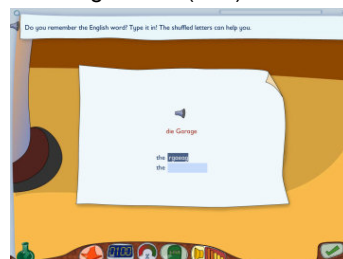 Do you remember the English word? Type it in! The shuffled letters can help you.
die Garage
the
the
0100